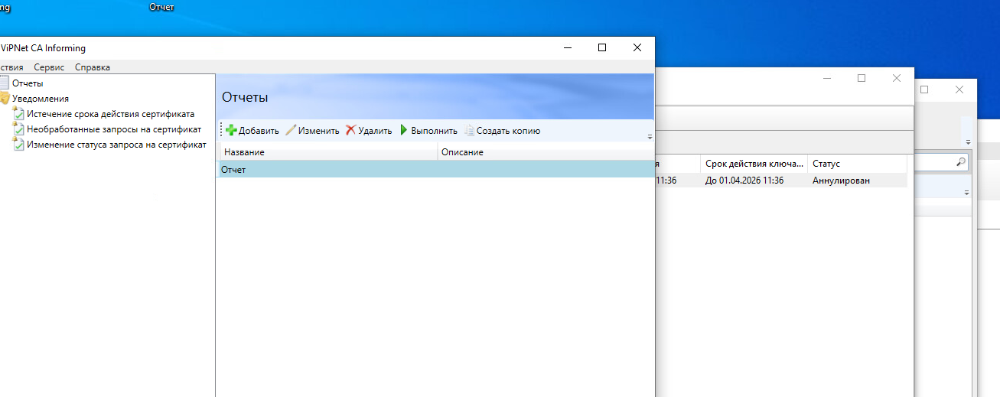 ng
Отчет
ViPNet CA Informing
ствия Сервис Справка
Отчеты
Уведомления
Истечение срока действия сертификата
Необработанные запросы на сертификат
Изменение статуса запроса на сертификат
Отчеты
Добавить Изменить Удалить Выполнить Создать копию
Название Описание
Отчет
я Срок действия ключа... Статус
11:36 До 01.04.2026 11:36 Аннулирован